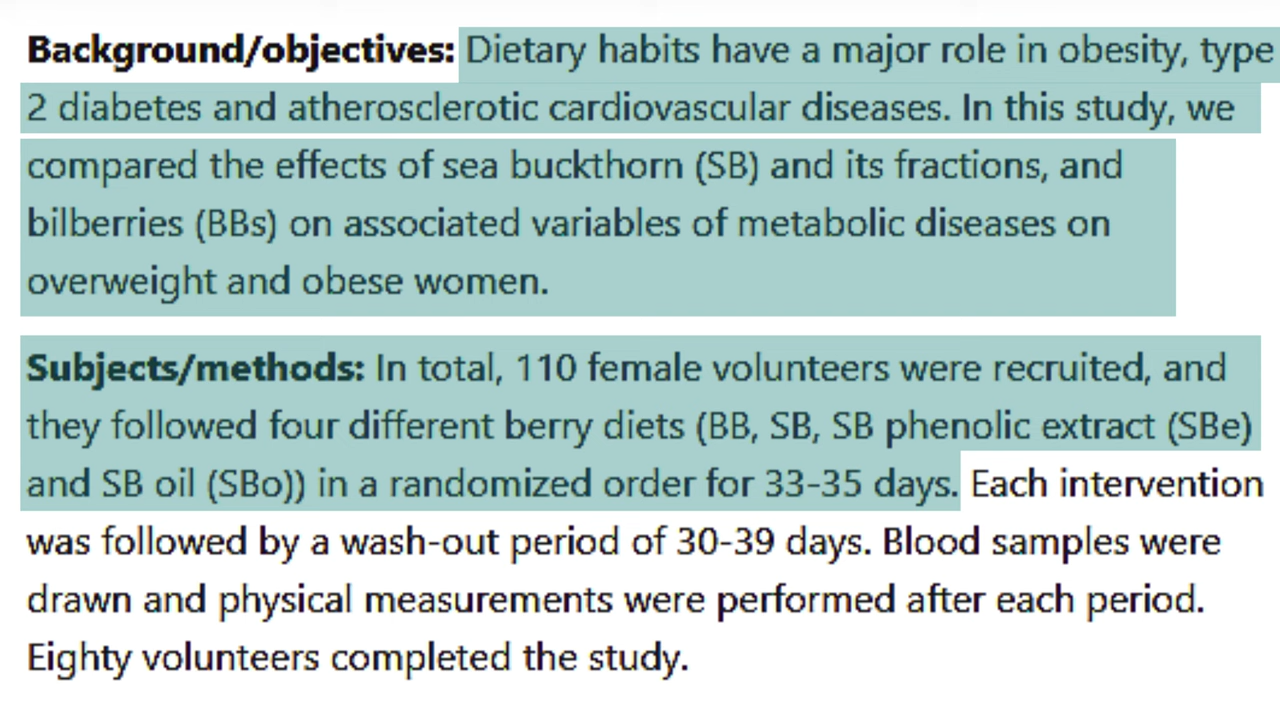 Background/objectives: Dietary habits have a major role in obesity, type
2 diabetes and atherosclerotic cardiovascular diseases. In this study, we
compared the effects of sea buckthorn (SB) and its fractions, and
bilberries (BBs) on associated variables of metabolic diseases on
overweight and obese women.
Subjects/methods: In total, 110 female volunteers were recruited, and
they followed four different berry diets (BB, SB, SB phenolic extract (SBe)
and SB oil (SBo)) in a randomized order for 33-35 days. Each intervention
was followed by a wash-out period of 30-39 days. Blood samples were
drawn and physical measurements were performed after each period.
Eighty volunteers completed the study.